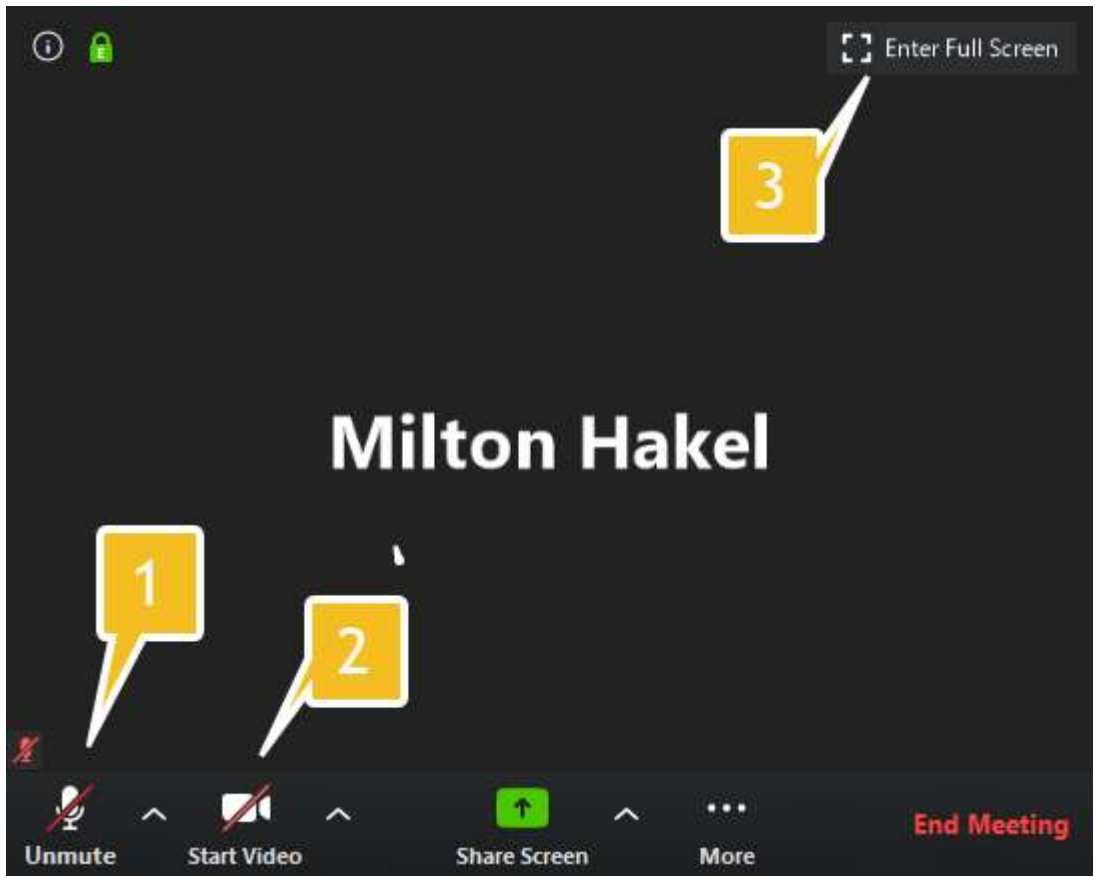 E
Enter Full Screen
3
Milton Hakel
1
2
Unmute
Start Video
Share Screen
More
End Meeting